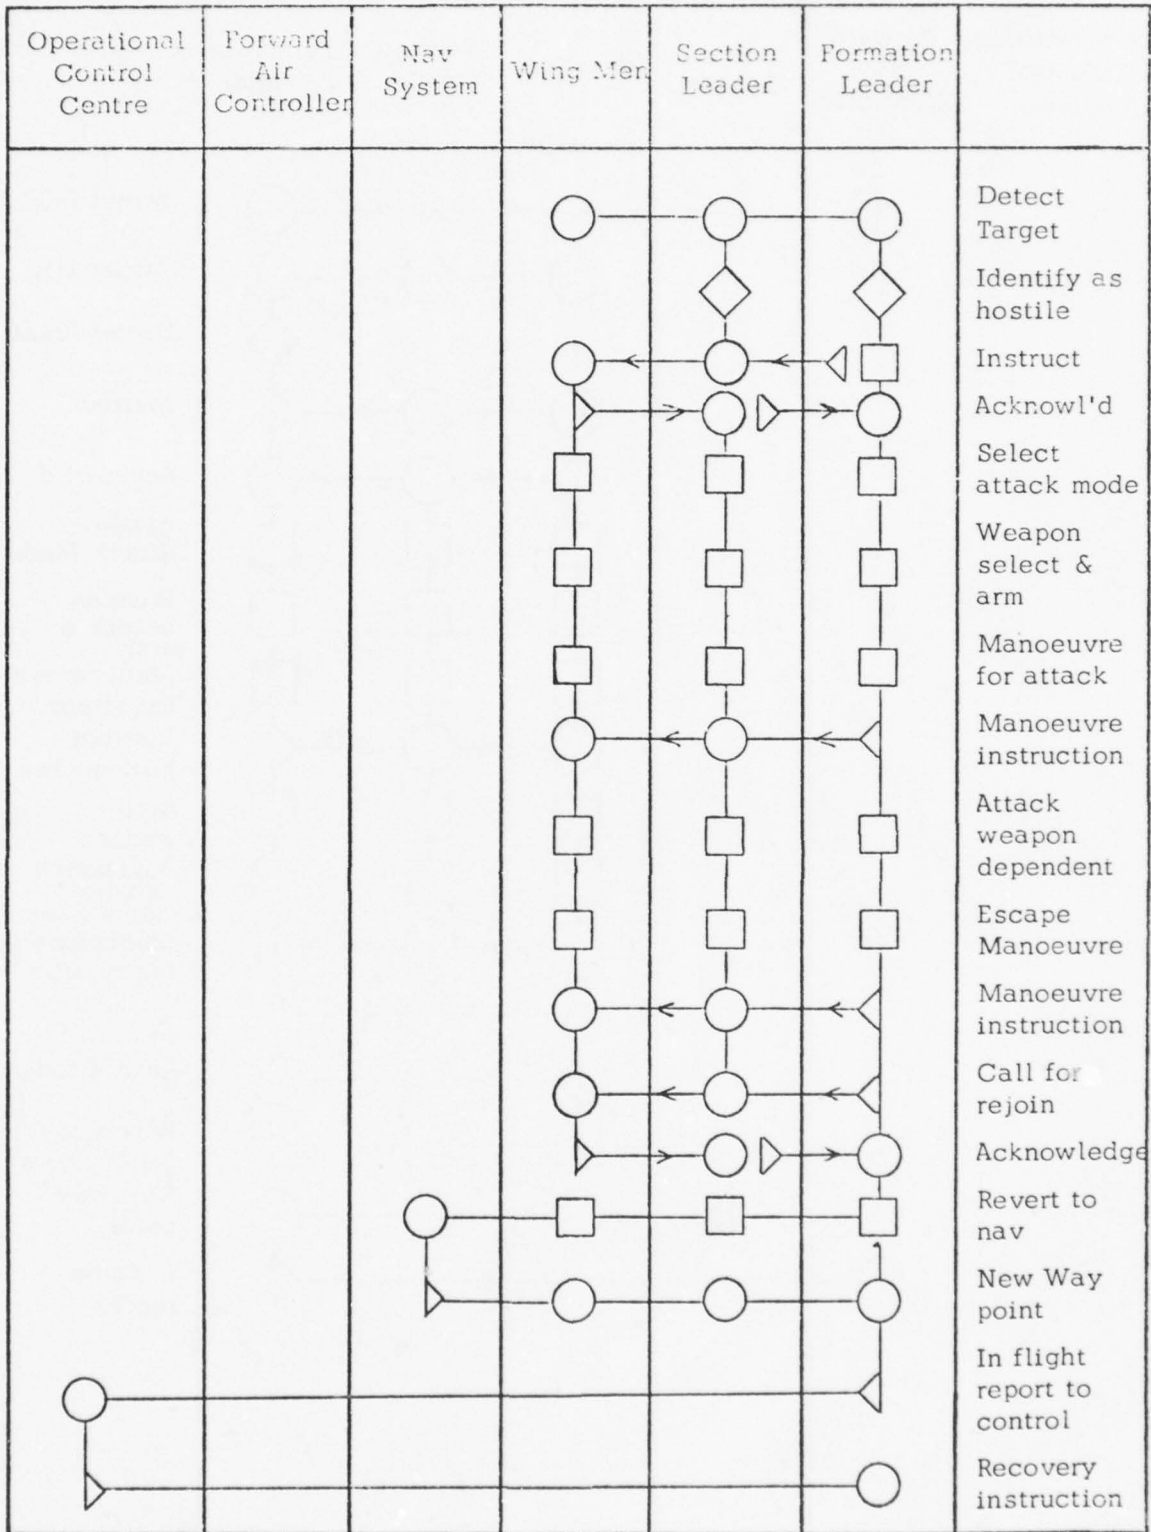 Operational
Control
Centre
Forward
Air
Controller
Nav
System
Wing Men
Section
Leader
Formation
Leader
Detect
Target
Identify as
hostile
Instruct
Acknowl'd
Select
attack mode
Weapon
select &
arm
Manoeuvre
for attack
Manoeuvre
instruction
Attack
weapon
dependent
Escape
Manoeuvre
Manoeuvre
instruction
Call for
rejoin
Acknowledge
Revert to
nav
New Way
point
In flight
report to
control
Recovery
instruction